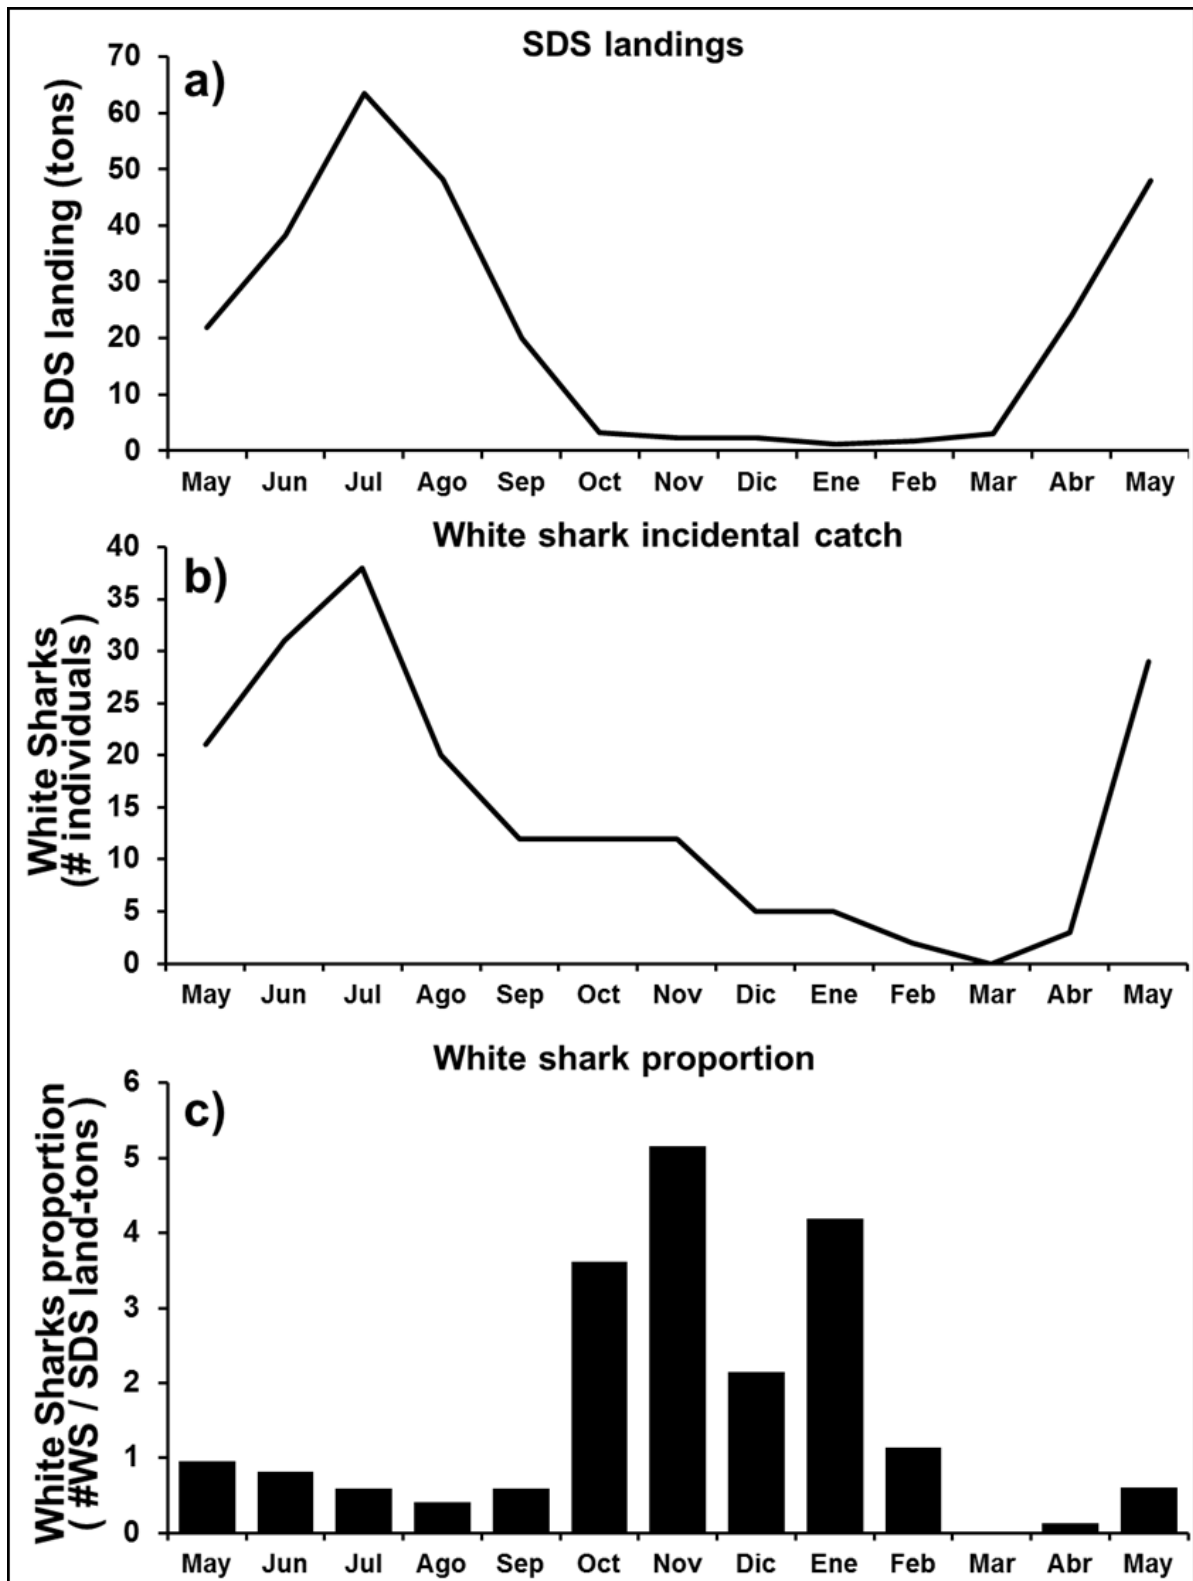 SDS landings
a)
SDS landing (tons)
70
60
50
40
30
20
10
0
May Jun Jul Ago Sep Oct Nov Dic Ene Feb Mar Abr May
White shark incidental catch
b)
White Sharks
(# individuals )
40
35
30
25
20
15
10
5
0
May Jun Jul Ago Sep Oct Nov Dic Ene Feb Mar Abr May
White shark proportion
c)
White Sharks proportion
( #WS / SDS land-tons )
6
5
4
3
2
1
0
May Jun Jul Ago Sep Oct Nov Dic Ene Feb Mar Abr May